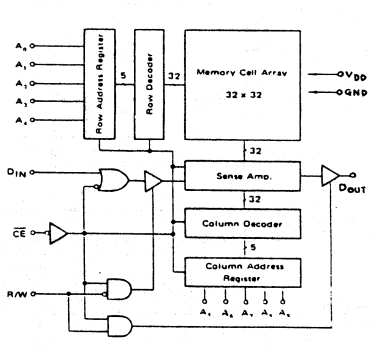 A₀
A₁
A₂
A₃
A₄
Row Address Register
5
Row Decoder
32
Memory Cell Array
32 x 32
VDD
GND
32
DIN
Sense Amp.
DOUT
32
CE
Column Decoder
5
R/W
Column Address
Register
A₅ A₆ A₇ A₈ A₉